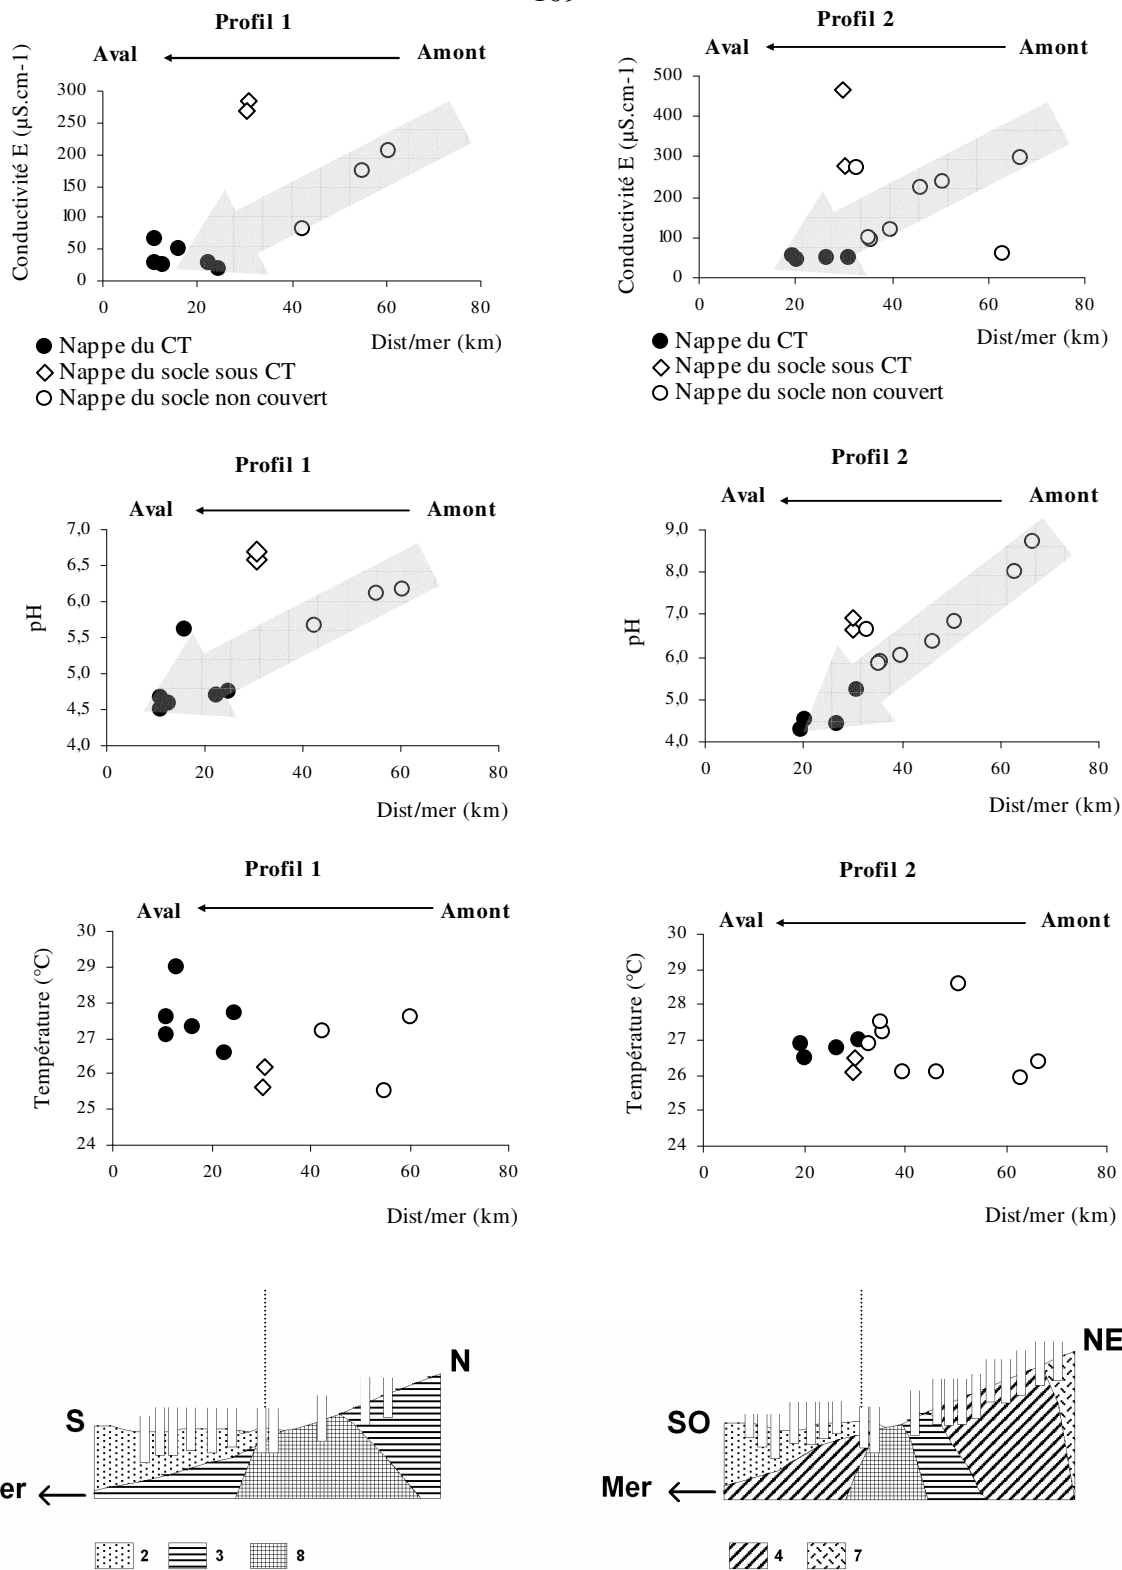 Profil 1
Aval
Amont
Conductivité E (µS.cm-1)
300
250
200
150
100
50
0
0 20 40 60 80
Dist/mer (km)
Nappe du CT
Nappe du socle sous CT
Nappe du socle non couvert
Profil 2
Aval
Amont
Conductivité E (µS.cm-1)
500
400
300
200
100
0
0 20 40 60 80
Dist/mer (km)
Nappe du CT
Nappe du socle sous CT
Nappe du socle non couvert
Profil 1
Aval
Amont
pH
7,0
6,5
6,0
5,5
5,0
4,5
4,0
0 20 40 60 80
Dist/mer (km)
Profil 2
Aval
Amont
pH
9,0
8,0
7,0
6,0
5,0
4,0
0 20 40 60 80
Dist/mer (km)
Profil 1
Aval
Amont
Température (°C)
30
29
28
27
26
25
24
0 20 40 60 80
Dist/mer (km)
Profil 2
Aval
Amont
Température (°C)
30
29
28
27
26
25
24
0 20 40 60 80
Dist/mer (km)
N
S
er
2 3 8
NE
SO
Mer
4 7